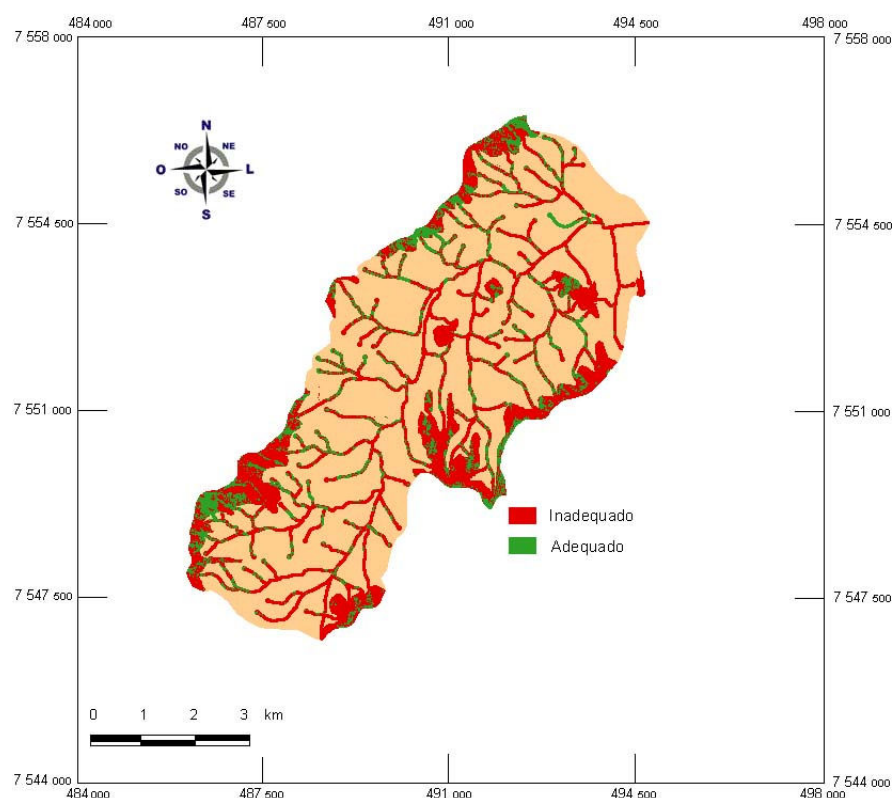 484 000
487 500
491 000
494 500
498 000
7 558 000
7 558 000
N
NO
NE
O
L
SO
SE
S
7 554 500
7 554 500
7 551 000
7 551 000
Inadequado
Adequado
7 547 500
7 547 500
0 1 2 3 km
7 544 000
7 544 000
484 000
487 500
491 000
494 500
498 000